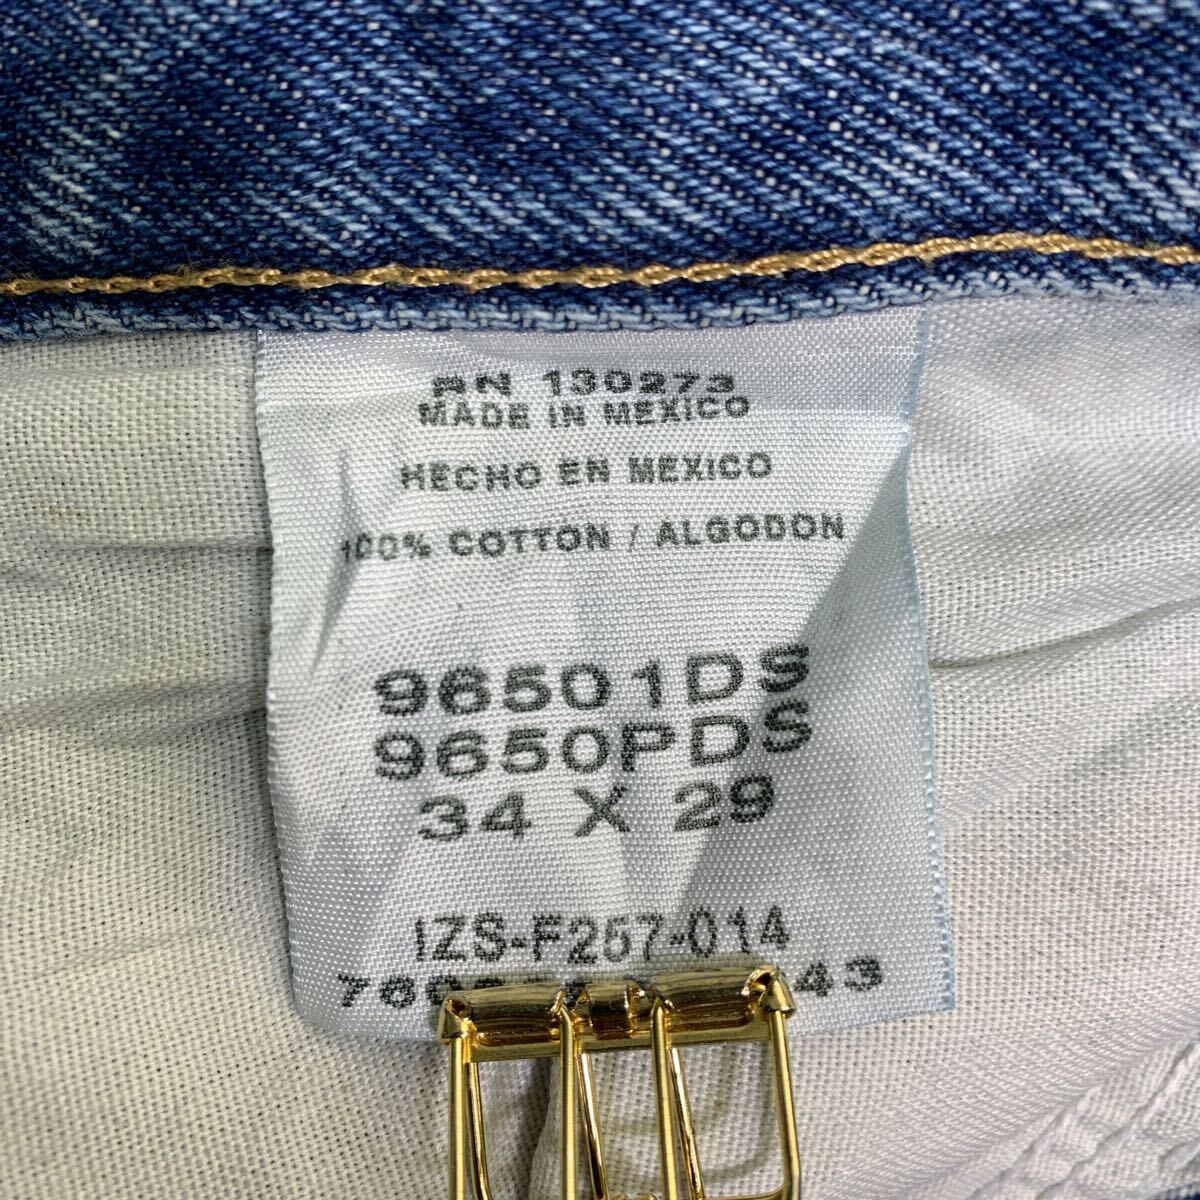 RN 130273
MADE IN MEXICO
HECHO EN MEXICO
100% COTTON / ALGODON
96501DS
9650PDS
34 X 29
IZS-F257-014